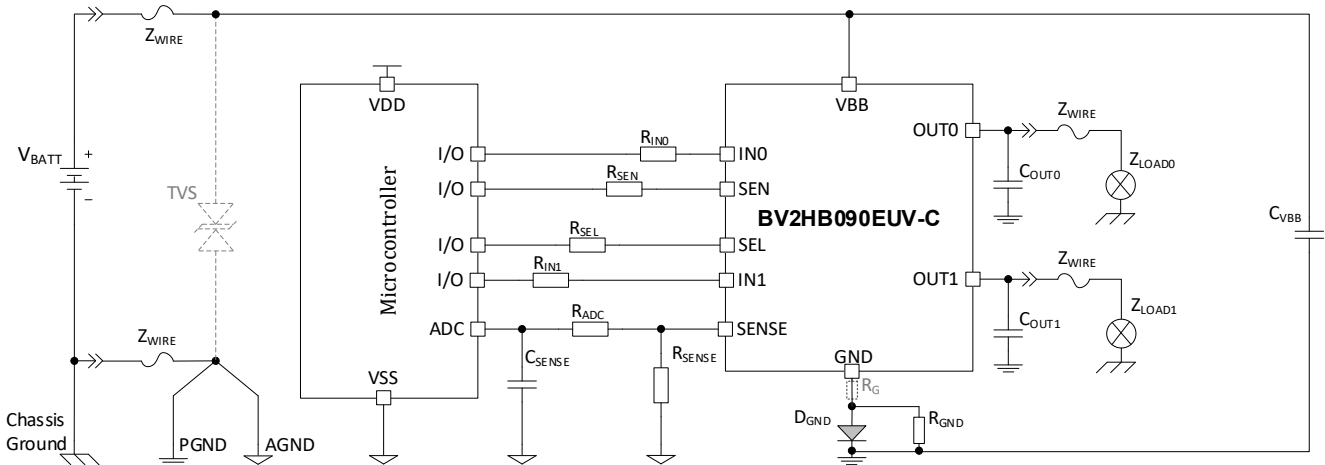 Z_WIRE
VDD
VBB
OUT0
Z_WIRE
V_BATT
+
−
I/O
R_IN0
IN0
C_OUT0
Z_LOAD0
TVS
I/O
R_SEN
SEN
Microcontroller
BV2HB090EUV-C
C_VBB
I/O
R_SEL
SEL
Z_WIRE
I/O
R_IN1
IN1
OUT1
ADC
R_ADC
SENSE
C_OUT1
Z_LOAD1
Z_WIRE
C_SENSE
R_SENSE
GND
VSS
R_G
Chassis
Ground
PGND
AGND
D_GND
R_GND